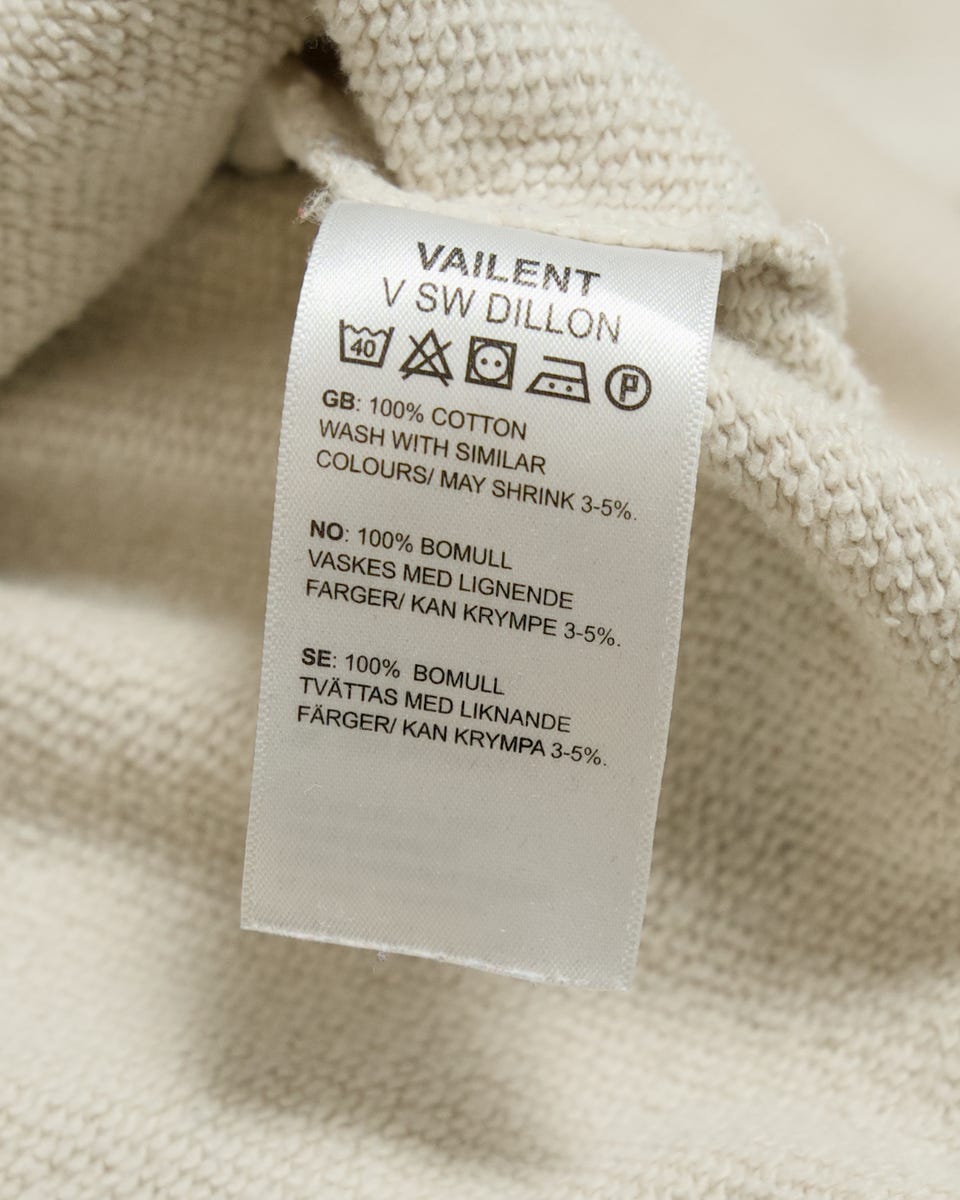 VAILENT
V SW DILLON
40 P
GB: 100% COTTON
WASH WITH SIMILAR
COLOURS/ MAY SHRINK 3-5%.
NO: 100% BOMULL
VASKES MED LIGNENDE
FARGER/ KAN KRYMPE 3-5%.
SE: 100% BOMULL
TVÄTTAS MED LIKNANDE
FÄRGER/ KAN KRYMPA 3-5%.